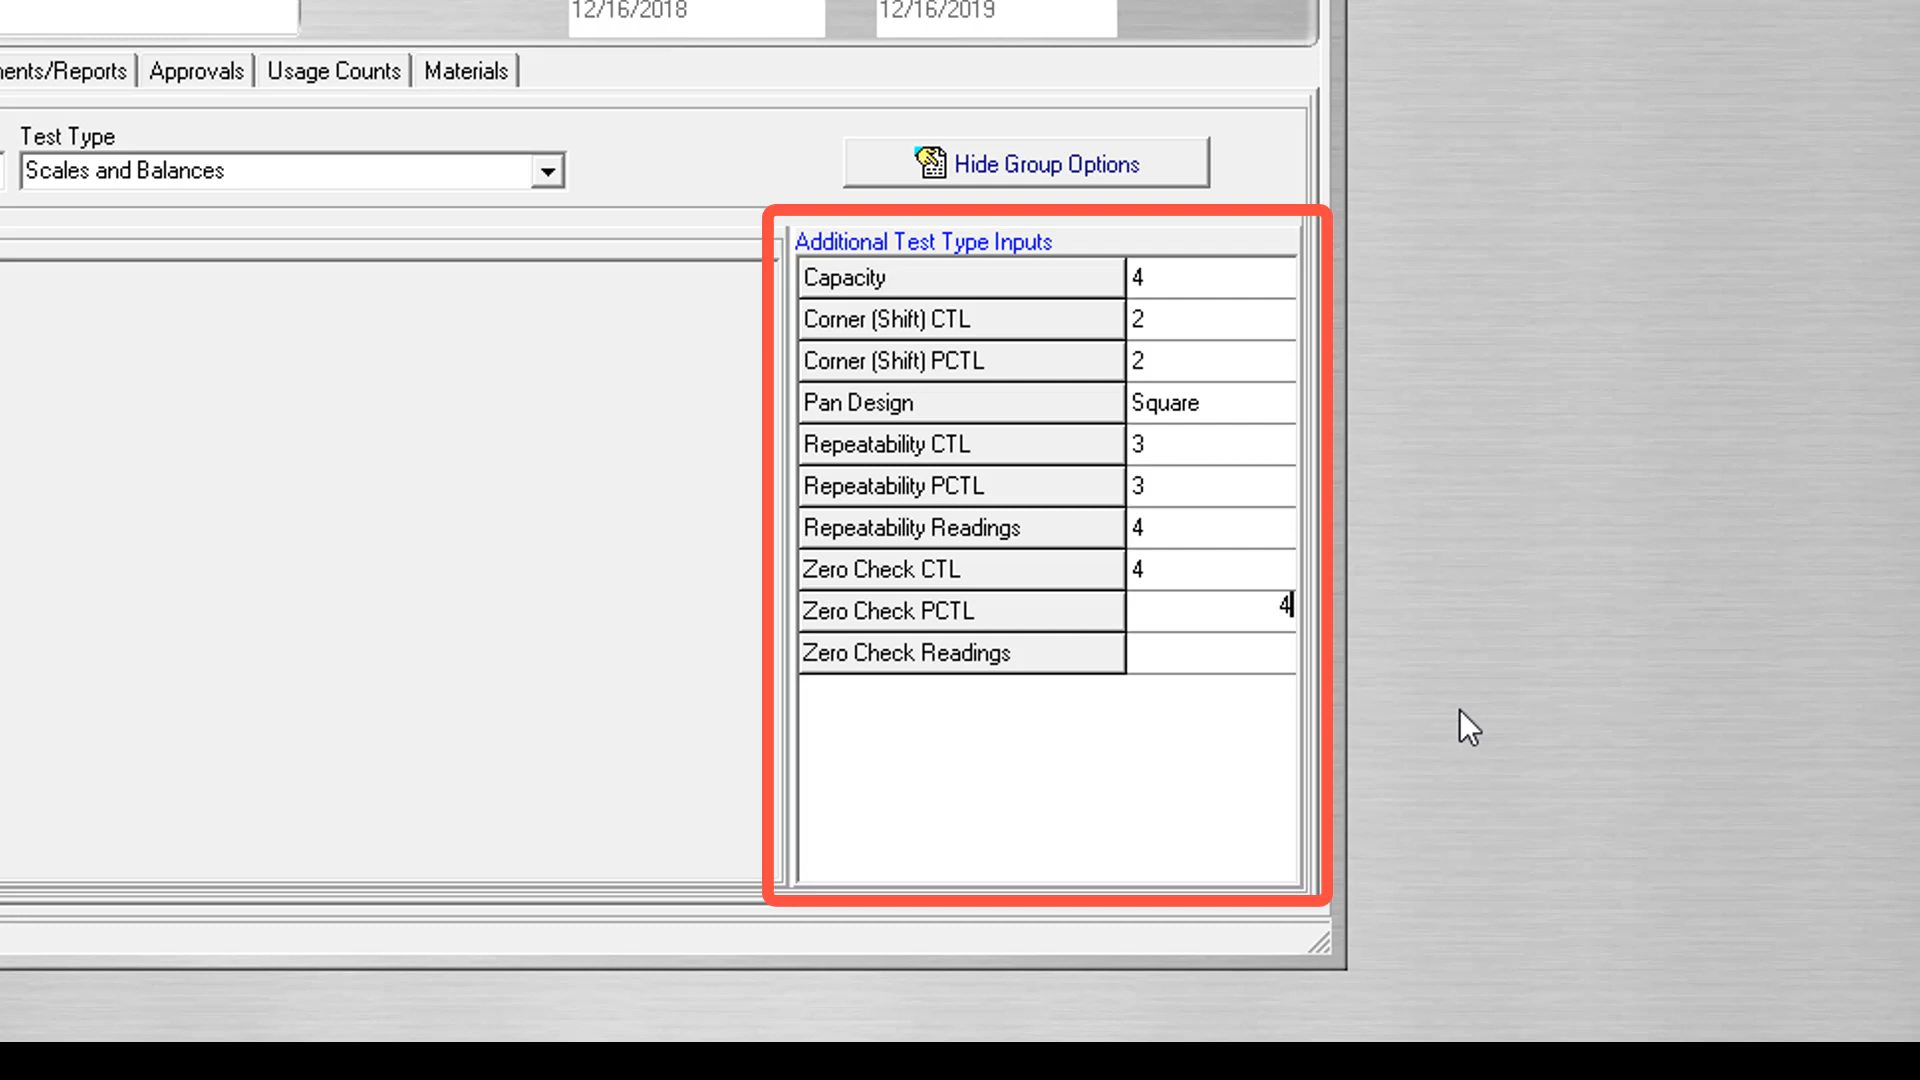 12/16/2018 12/16/2019
ents/Reports Approvals Usage Counts Materials
Test Type
Scales and Balances
Hide Group Options
Additional Test Type Inputs
Capacity 4
Corner (Shift) CTL 2
Corner (Shift) PCTL 2
Pan Design Square
Repeatability CTL 3
Repeatability PCTL 3
Repeatability Readings 4
Zero Check CTL 4
Zero Check PCTL 4
Zero Check Readings